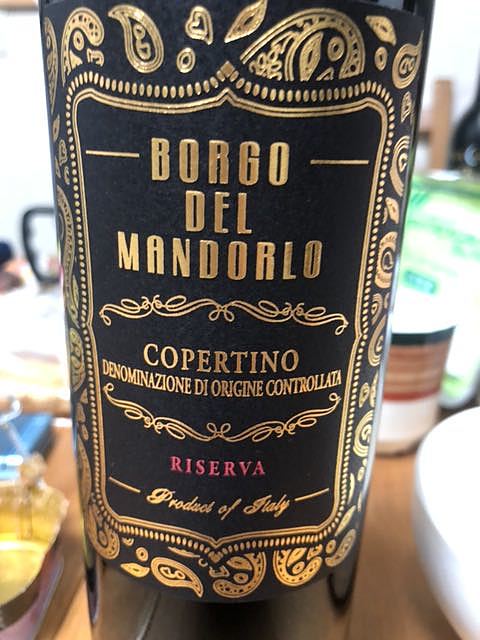 BORGO
DEL
MANDORLO
COPERTINO
DENOMINAZIONE DI ORIGINE CONTROLLATA
RISERVA
Product of Italy